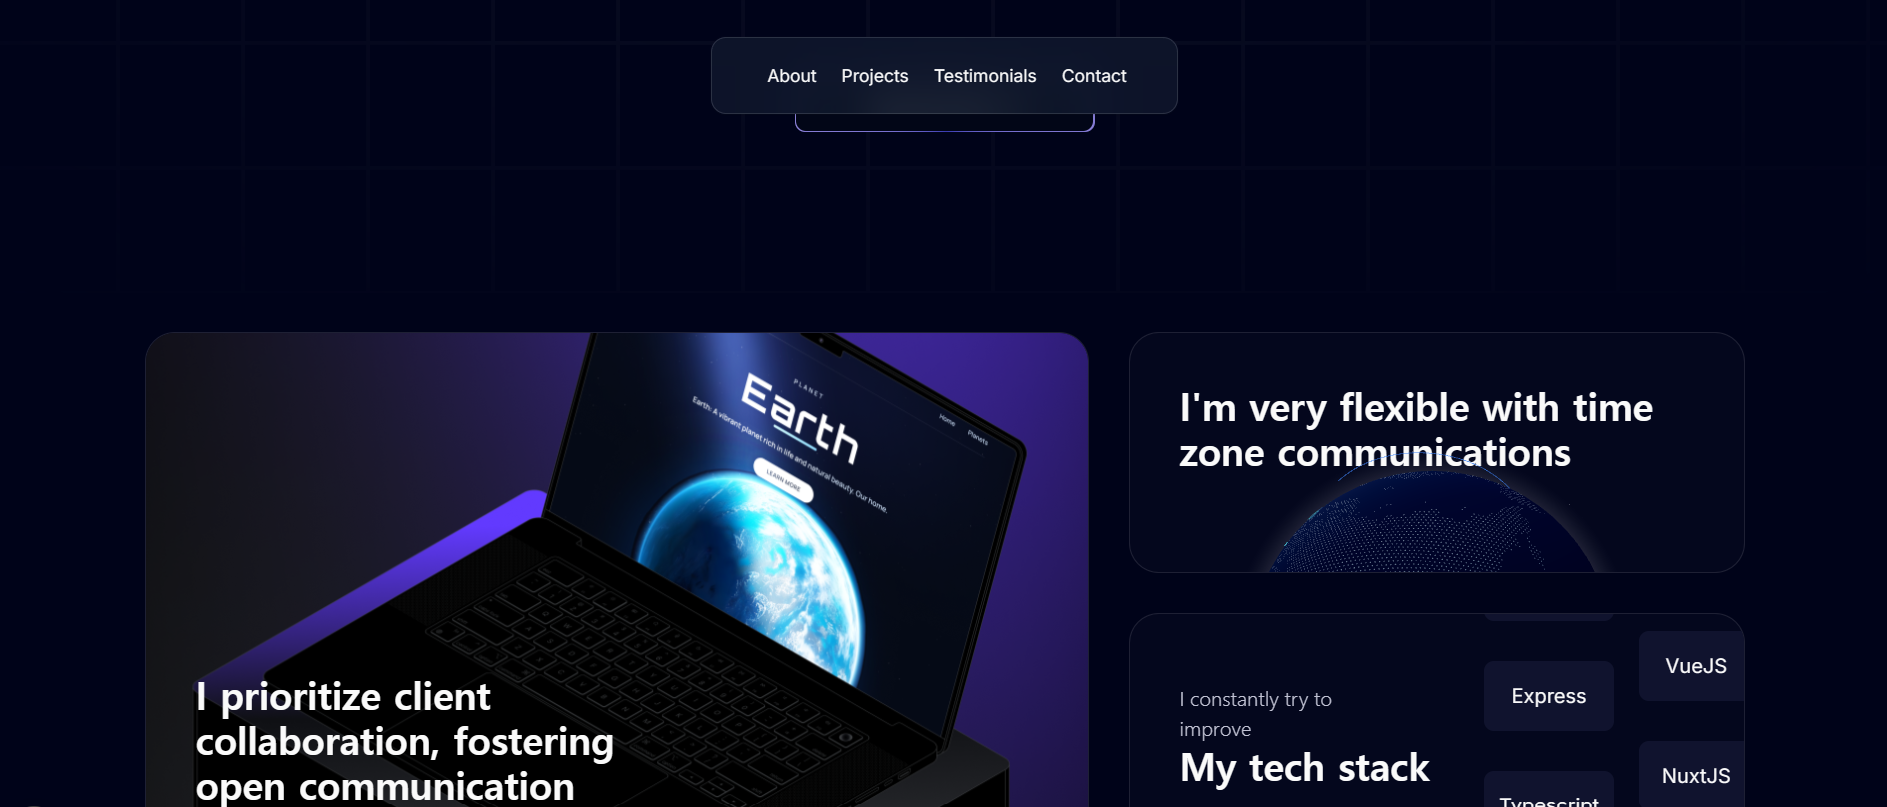 About Projects Testimonials Contact
PLANET
Earth
Earth: A vibrant planet rich in life and natural beauty. Our home.
LEARN MORE
Home Planets
I prioritize client
collaboration, fostering
open communication
I'm very flexible with time
zone communications
I constantly try to
improve
My tech stack
Express
Typescript
VueJS
NuxtJS